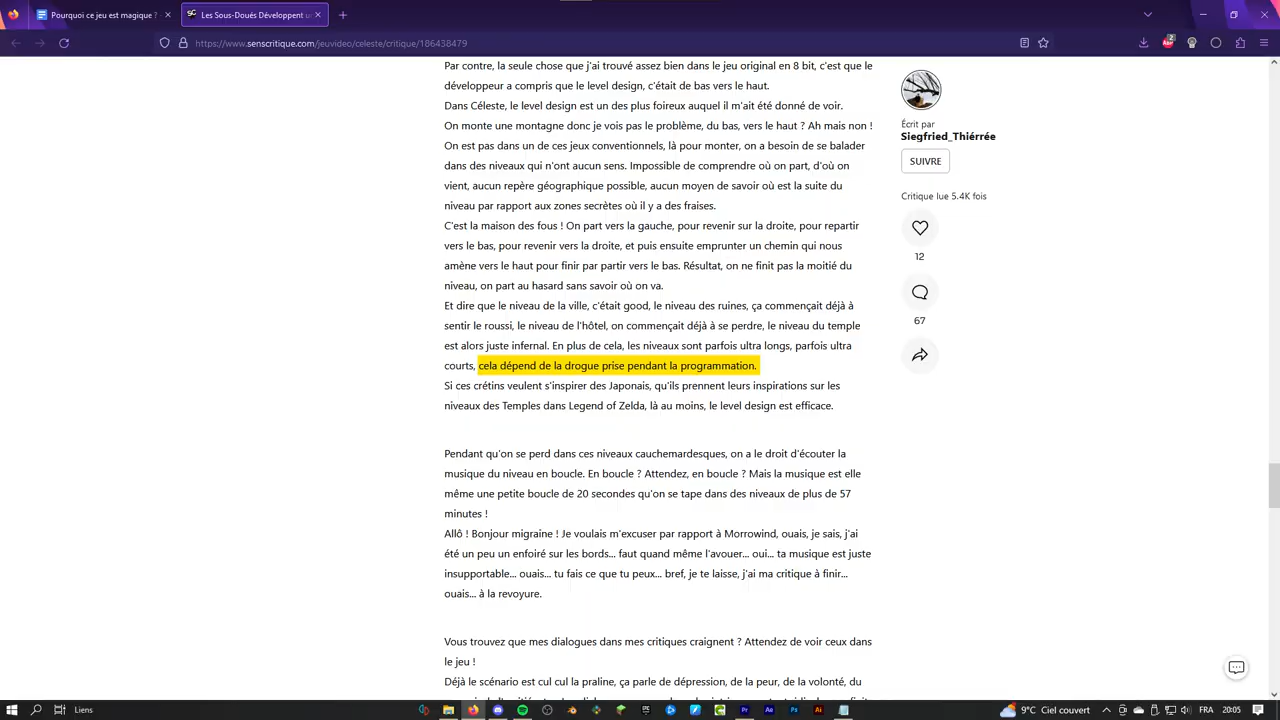 Pourquoi ce jeu est magique ?
Les Sous-Doués Développent u
https://www.senscritique.com/jeuvideo/celeste/critique/186438479
2
Par contre, la seule chose que j'ai trouvé assez bien dans le jeu original en 8 bit, c'est que le
développeur a compris que le level design, c'était de bas vers le haut.
Dans Céleste, le level design est un des plus foireux auquel il m'ait été donné de voir.
On monte une montagne donc je vois pas le problème, du bas, vers le haut ? Ah mais non !
On est pas dans un de ces jeux conventionnels, là pour monter, on a besoin de se balader
dans des niveaux qui n'ont aucun sens. Impossible de comprendre où on part, d'où on
vient, aucun repère géographique possible, aucun moyen de savoir où est la suite du
niveau par rapport aux zones secrètes où il y a des fraises.
C'est la maison des fous ! On part vers la gauche, pour revenir sur la droite, pour repartir
vers le bas, pour revenir vers la droite, et puis ensuite emprunter un chemin qui nous
amène vers le haut pour finir par partir vers le bas. Résultat, on ne finit pas la moitié du
niveau, on part au hasard sans savoir où on va.
Et dire que le niveau de la ville, c'était good, le niveau des ruines, ça commençait déjà à
sentir le roussi, le niveau de l'hôtel, on commençait déjà à se perdre, le niveau du temple
est alors juste infernal. En plus de cela, les niveaux sont parfois ultra longs, parfois ultra
courts, cela dépend de la drogue prise pendant la programmation.
Si ces crétins veulent s'inspirer des Japonais, qu'ils prennent leurs inspirations sur les
niveaux des Temples dans Legend of Zelda, là au moins, le level design est efficace.
Pendant qu'on se perd dans ces niveaux cauchemardesques, on a le droit d'écouter la
musique du niveau en boucle. En boucle ? Attendez, en boucle ? Mais la musique est elle
même une petite boucle de 20 secondes qu'on se tape dans des niveaux de plus de 57
minutes !
Allô ! Bonjour migraine ! Je voulais m'excuser par rapport à Morrowind, ouais, je sais, j'ai
été un peu un enfoiré sur les bords... faut quand même l'avouer... oui... ta musique est juste
insupportable... ouais... tu fais ce que tu peux... bref, je te laisse, j'ai ma critique à finir...
ouais... à la revoyure.
Vous trouvez que mes dialogues dans mes critiques craignent ? Attendez de voir ceux dans
le jeu !
Déjà le scénario est cul cul la praline, ça parle de dépression, de la peur, de la volonté, du
Écrit par
Siegfried_Thiérrée
SUIVRE
Critique lue 5.4K fois
12
67
Liens
9°C Ciel couvert
FRA
20:05